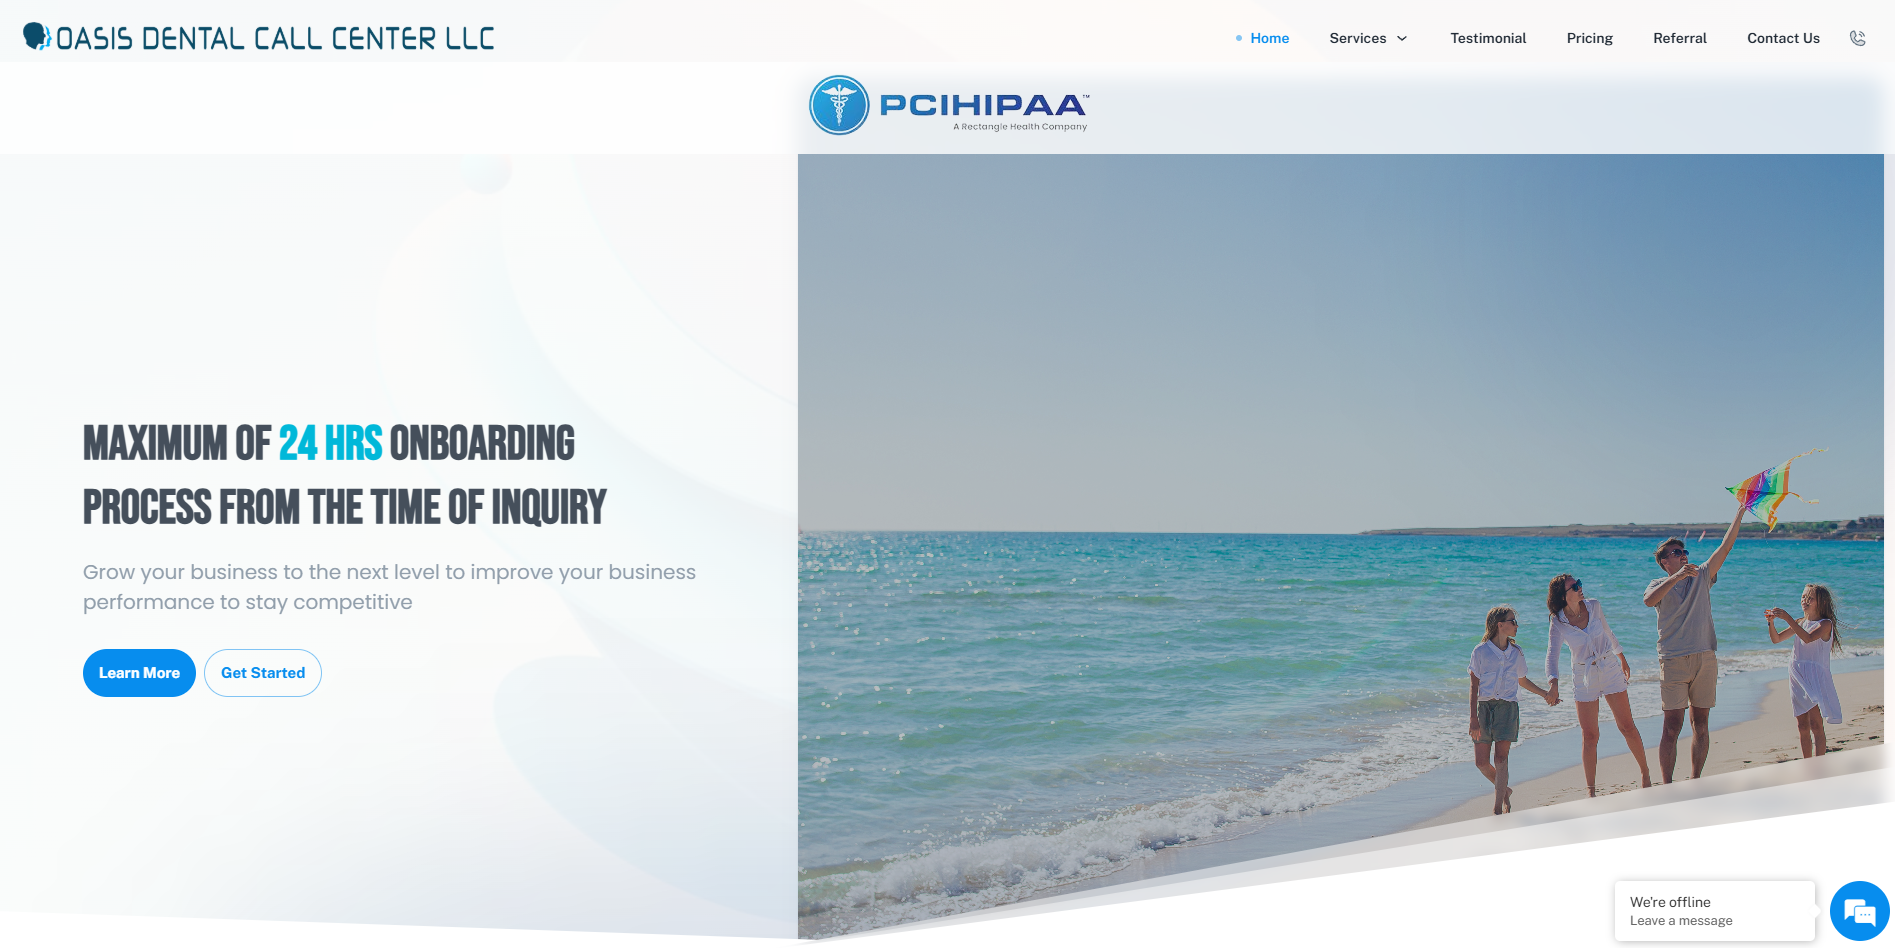 OASIS DENTAL CALL CENTER LLC
Home
Services
Testimonial
Pricing
Referral
Contact Us
PCIHIPAA™
A Rectangle Health Company
MAXIMUM OF 24 HRS ONBOARDING
PROCESS FROM THE TIME OF INQUIRY
Grow your business to the next level to improve your business
performance to stay competitive
Learn More
Get Started
We're offline
Leave a message